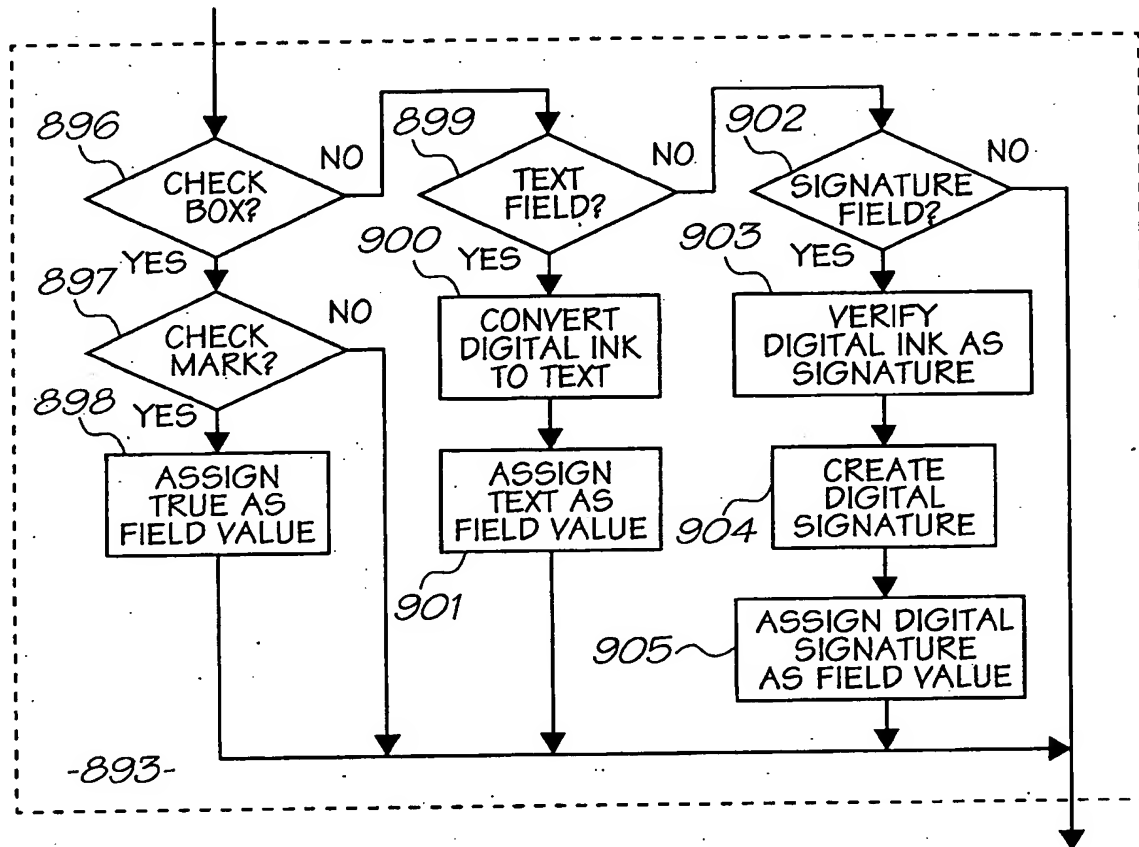 896
CHECK
BOX?
NO
YES
897
CHECK
MARK?
NO
YES
898
ASSIGN
TRUE AS
FIELD VALUE
899
TEXT
FIELD?
NO
YES
900
CONVERT
DIGITAL INK
TO TEXT
ASSIGN
TEXT AS
FIELD VALUE
901
902
SIGNATURE
FIELD?
NO
YES
903
VERIFY
DIGITAL INK AS
SIGNATURE
CREATE
DIGITAL
SIGNATURE
904
ASSIGN DIGITAL
SIGNATURE
AS FIELD VALUE
905
-893-